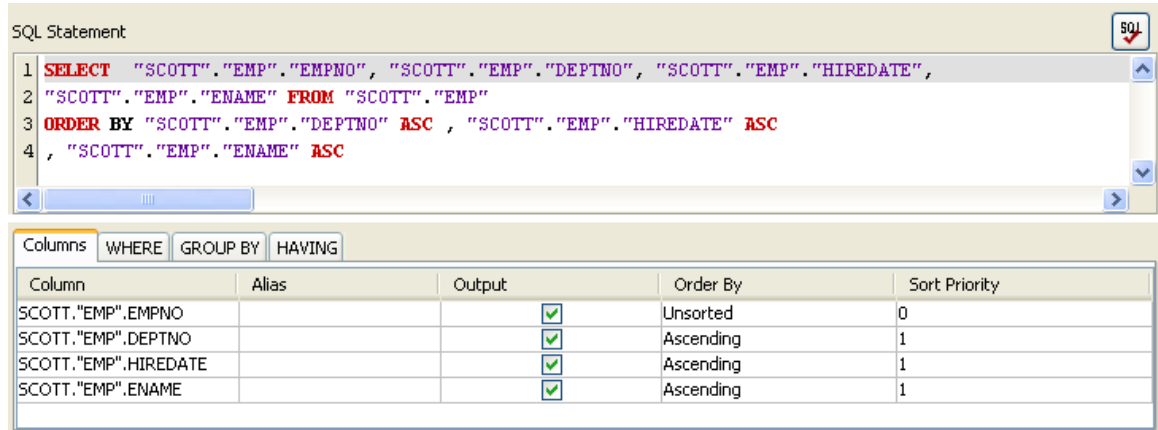 SQL Statement
SQL
1 SELECT "SCOTT"."EMP"."EMPNO", "SCOTT"."EMP"."DEPTNO", "SCOTT"."EMP"."HIREDATE",
2 "SCOTT"."EMP"."ENAME" FROM "SCOTT"."EMP"
3 ORDER BY "SCOTT"."EMP"."DEPTNO" ASC , "SCOTT"."EMP"."HIREDATE" ASC
4 , "SCOTT"."EMP"."ENAME" ASC
Columns WHERE GROUP BY HAVING
Column Alias Output Order By Sort Priority
SCOTT."EMP".EMPNO Unsorted 0
SCOTT."EMP".DEPTNO Ascending 1
SCOTT."EMP".HIREDATE Ascending 1
SCOTT."EMP".ENAME Ascending 1